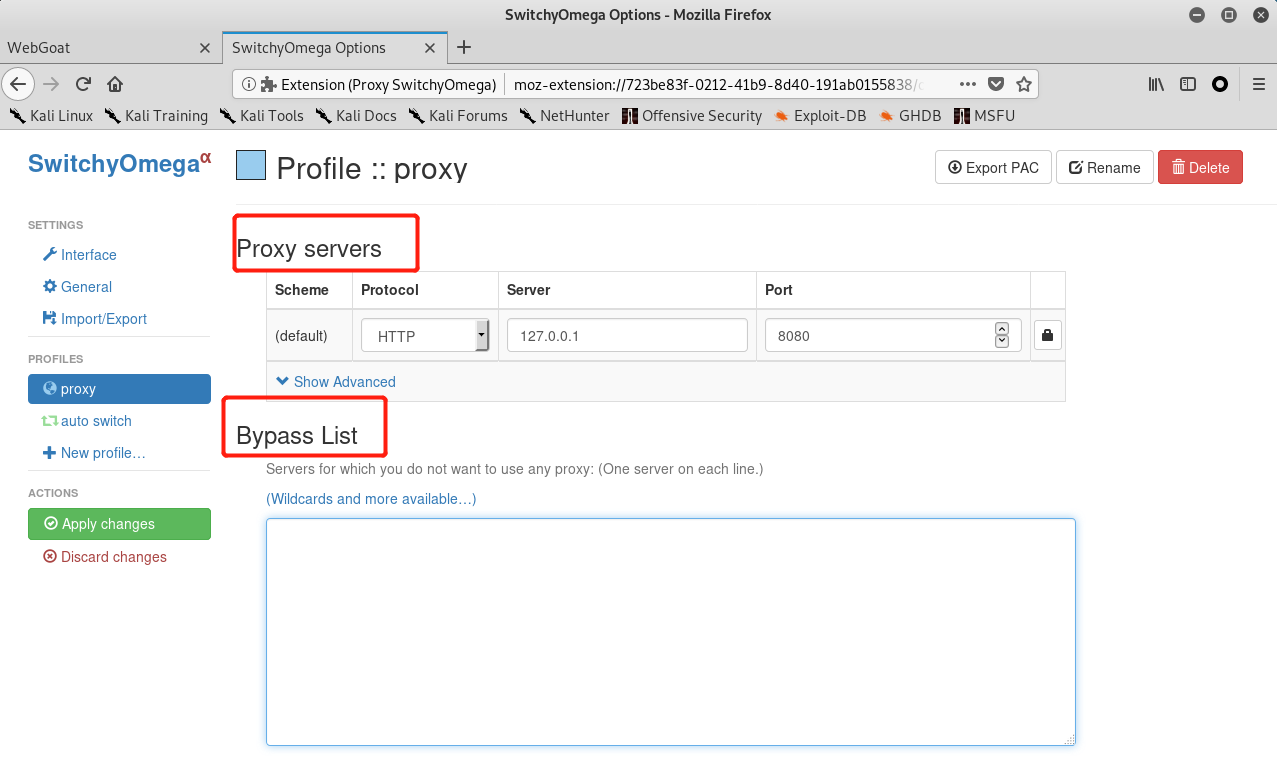 SwitchyOmega Options - Mozilla Firefox
WebGoat
SwitchyOmega Options
Extension (Proxy SwitchyOmega) moz-extension://723be83f-0212-41b9-8d40-191ab0155838/
Kali Linux Kali Training Kali Tools Kali Docs Kali Forums NetHunter Offensive Security Exploit-DB GHDB MSFU
SwitchyOmegaα
Profile :: proxy
Export PAC Rename Delete
SETTINGS
Interface
General
Import/Export
PROFILES
proxy
auto switch
New profile…
ACTIONS
Apply changes
Discard changes
Proxy servers
Scheme Protocol Server Port
(default) HTTP 127.0.0.1 8080
Show Advanced
Bypass List
Servers for which you do not want to use any proxy: (One server on each line.)
(Wildcards and more available…)